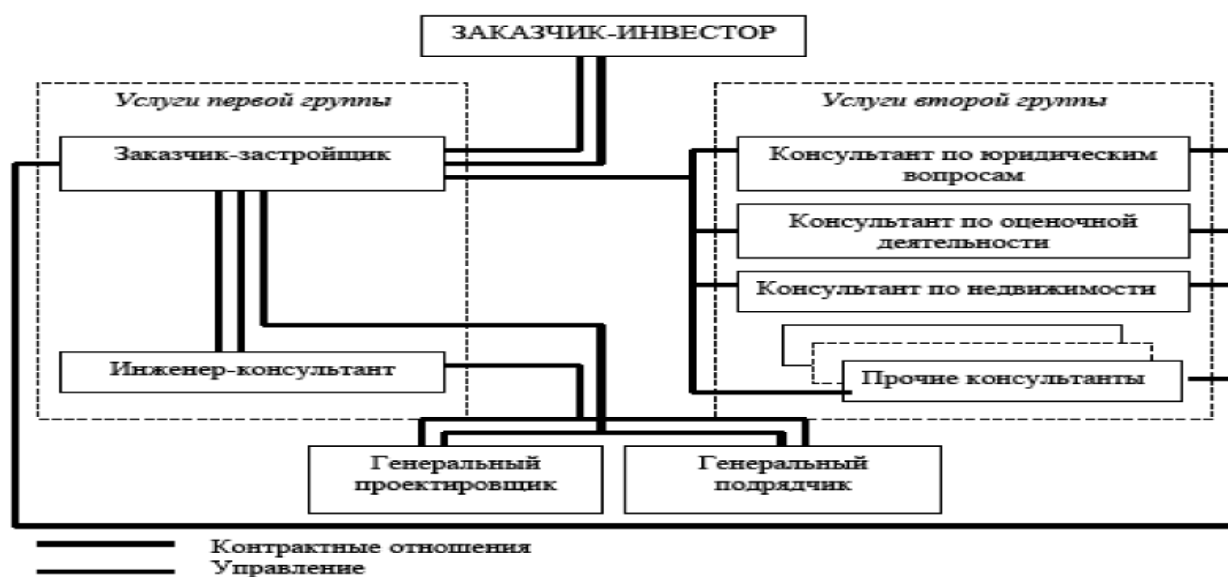 ЗАКАЗЧИК-ИНВЕСТОР
Услуги первой группы
Заказчик-застройщик
Инженер-консультант
Услуги второй группы
Консультант по юридическим
вопросам
Консультант по оценочной
деятельности
Консультант по недвижимости
Прочие консультанты
Генеральный
проектировщик
Генеральный
подрядчик
Контрактные отношения
Управление